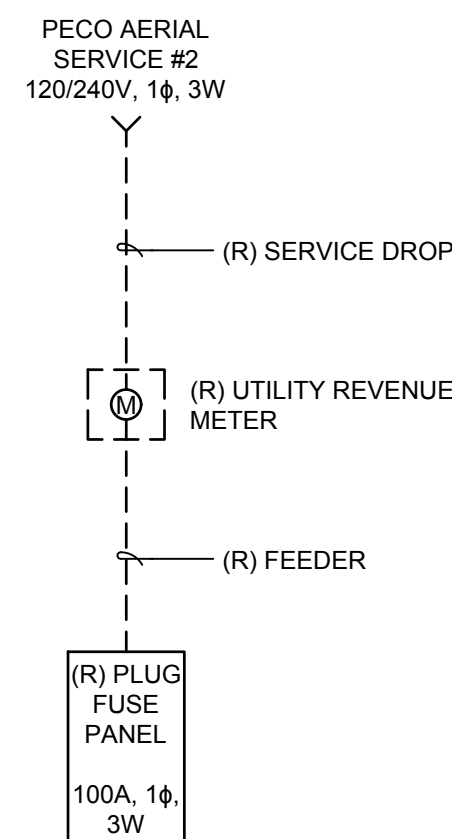 PECO AERIAL
SERVICE #2
120/240V, 1ϕ, 3W
(R) SERVICE DROP
(R) UTILITY REVENUE
METER
M
(R) FEEDER
(R) PLUG
FUSE
PANEL
100A, 1ϕ,
3W